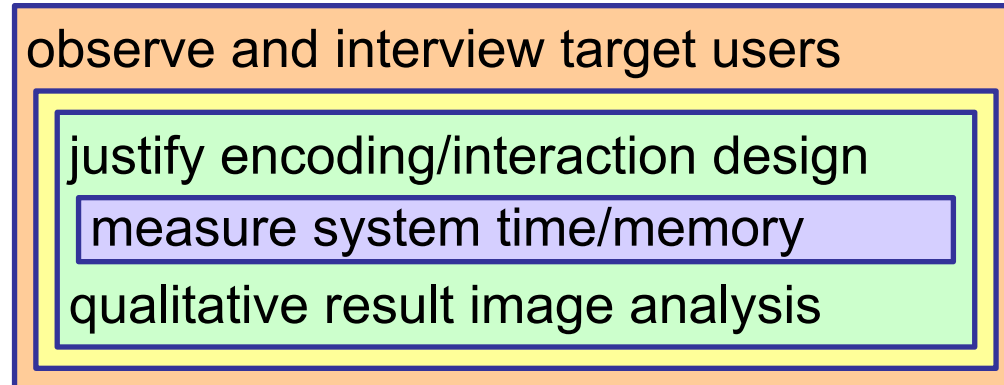 observe and interview target users
justify encoding/interaction design
measure system time/memory
qualitative result image analysis